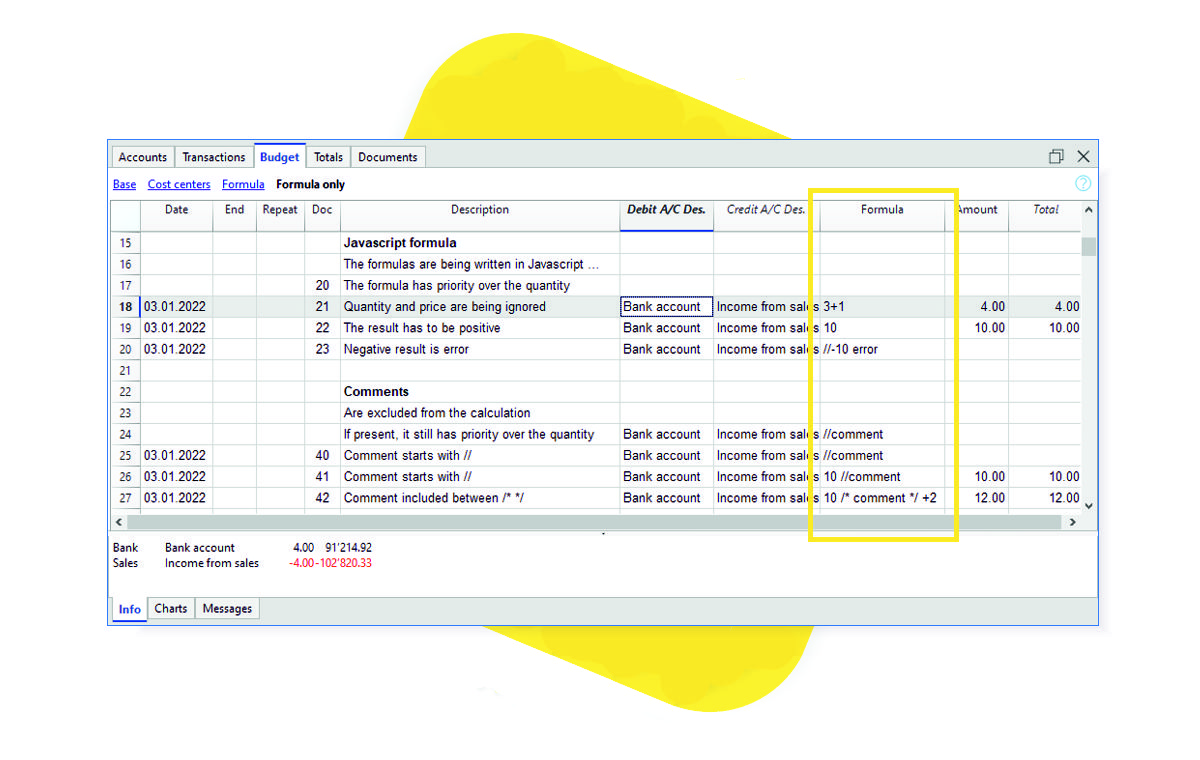 Accounts Transactions Budget Totals Documents
Base Cost centers Formula Formula only ?
Date End Repeat Doc Description Debit A/C Des. Credit A/C Des. Formula Amount Total
15 Javascript formula
16 The formulas are being written in Javascript ...
17 20 The formula has priority over the quantity
18 03.01.2022 21 Quantity and price are being ignored Bank account Income from sales 3+1 4.00 4.00
19 03.01.2022 22 The result has to be positive Bank account Income from sales 10 10.00 10.00
20 03.01.2022 23 Negative result is error Bank account Income from sales //-10 error
21
22 Comments
23 Are excluded from the calculation
24 If present, it still has priority over the quantity Bank account Income from sales //comment
25 03.01.2022 40 Comment starts with // Bank account Income from sales //comment
26 03.01.2022 41 Comment starts with // Bank account Income from sales 10 //comment 10.00 10.00
27 03.01.2022 42 Comment included between /* */ Bank account Income from sales 10 /* comment */ +2 12.00 12.00
Bank Bank account 4.00 91'214.92
Sales Income from sales -4.00 -102'820.33
Info Charts Messages